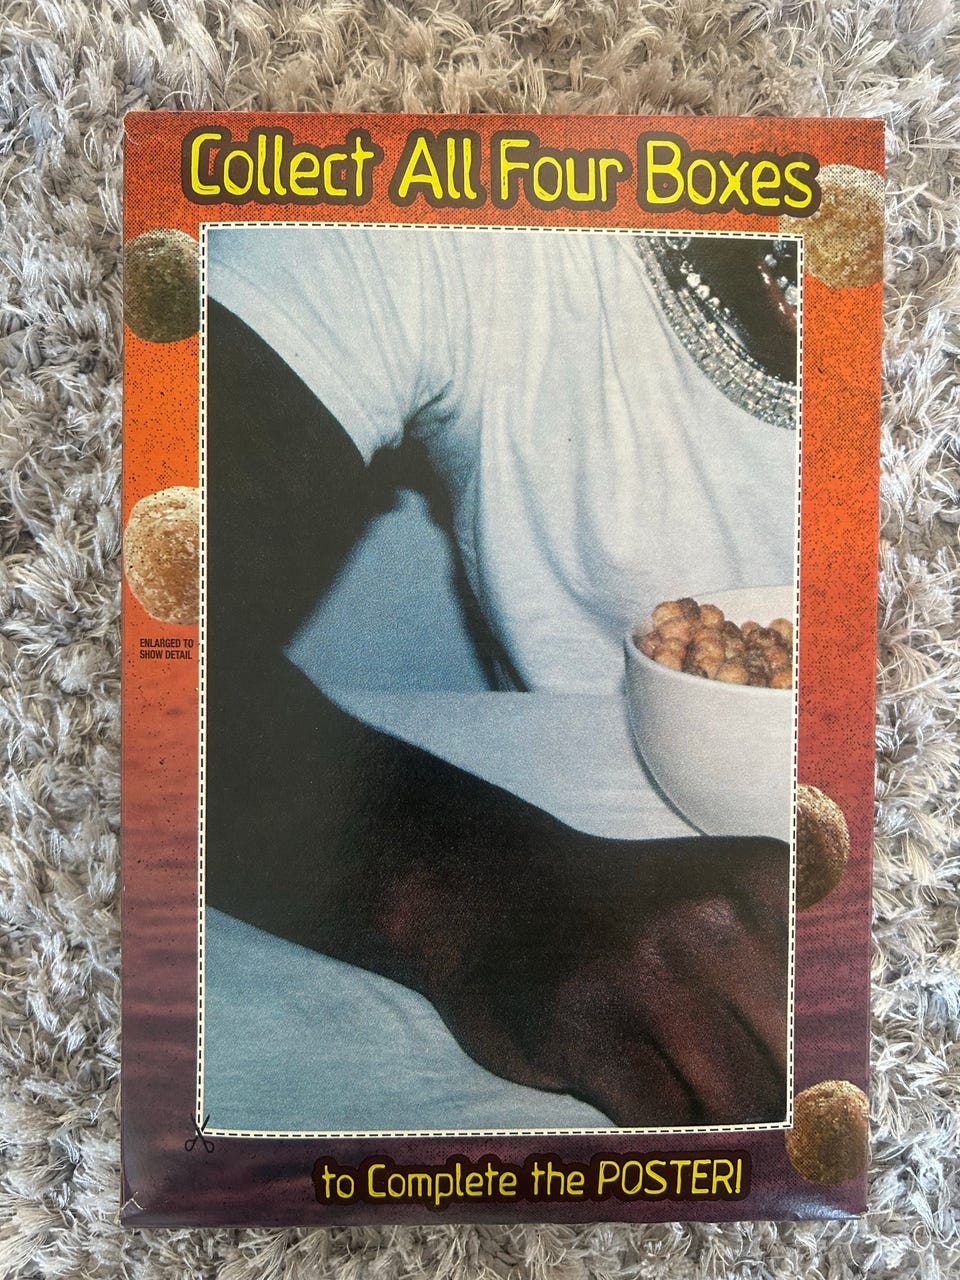 Collect All Four Boxes
ENLARGED TO
SHOW DETAIL
to Complete the POSTER!